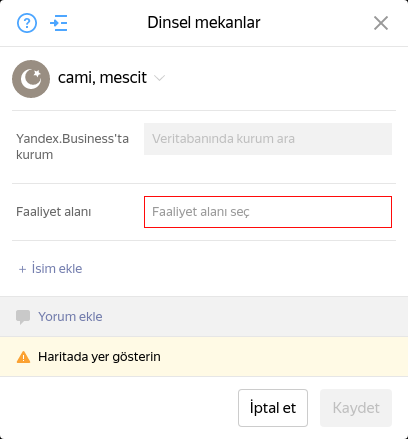 Dinsel mekanlar
cami, mescit
Yandex.Business'ta
kurum
Veritabanında kurum ara
Faaliyet alanı
Faaliyet alanı seç
+ İsim ekle
Yorum ekle
Haritada yer gösterin
İptal et
Kaydet